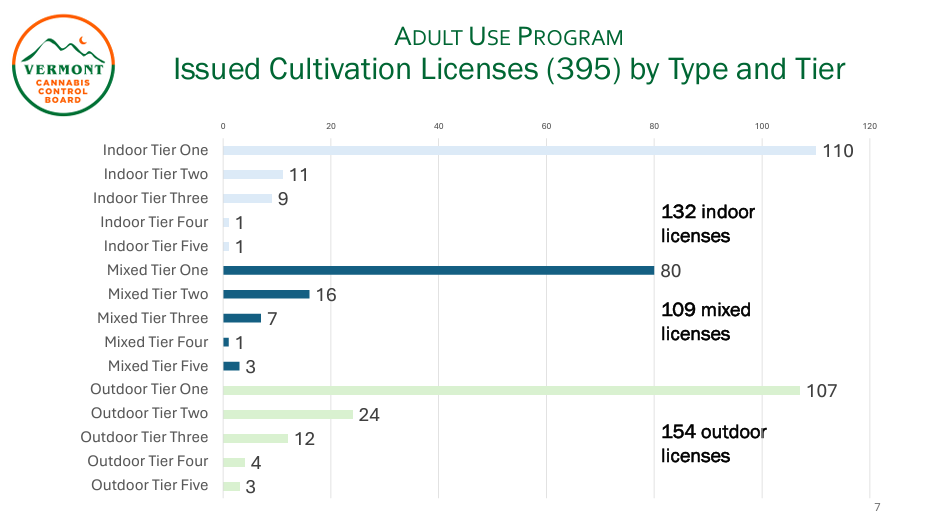 VERMONT
CANNABIS
CONTROL
BOARD
ADULT USE PROGRAM
Issued Cultivation Licenses (395) by Type and Tier
0 20 40 60 80 100 120
Indoor Tier One 110
Indoor Tier Two 11
Indoor Tier Three 9
Indoor Tier Four 1
Indoor Tier Five 1
132 indoor
licenses
Mixed Tier One 80
Mixed Tier Two 16
Mixed Tier Three 7
Mixed Tier Four 1
Mixed Tier Five 3
109 mixed
licenses
Outdoor Tier One 107
Outdoor Tier Two 24
Outdoor Tier Three 12
Outdoor Tier Four 4
Outdoor Tier Five 3
154 outdoor
licenses
7